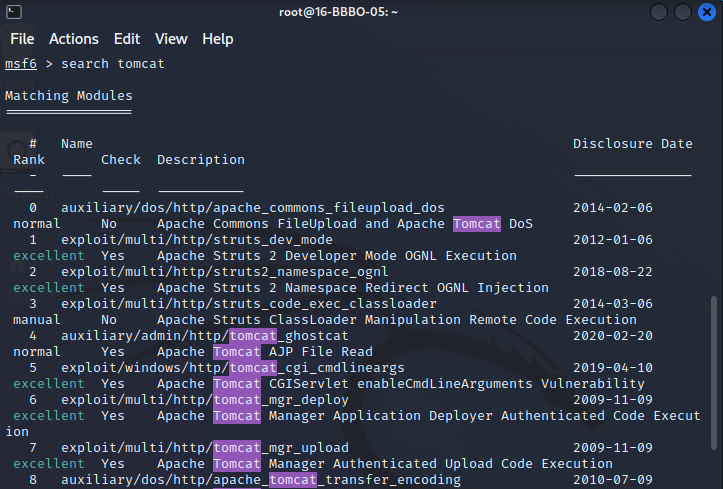 root@16-BBBO-05: ~
File Actions Edit View Help
msf6 > search tomcat
Matching Modules
================
# Name Disclosure Date
Rank Check Description
- ---- ---------------
---- ----- -----------
0 auxiliary/dos/http/apache_commons_fileupload_dos 2014-02-06
normal No Apache Commons FileUpload and Apache Tomcat DoS
1 exploit/multi/http/struts_dev_mode 2012-01-06
excellent Yes Apache Struts 2 Developer Mode OGNL Execution
2 exploit/multi/http/struts2_namespace_ognl 2018-08-22
excellent Yes Apache Struts 2 Namespace Redirect OGNL Injection
3 exploit/multi/http/struts_code_exec_classloader 2014-03-06
manual No Apache Struts ClassLoader Manipulation Remote Code Execution
4 auxiliary/admin/http/tomcat_ghostcat 2020-02-20
normal Yes Apache Tomcat AJP File Read
5 exploit/windows/http/tomcat_cgi_cmdlineargs 2019-04-10
excellent Yes Apache Tomcat CGIServlet enableCmdLineArguments Vulnerability
6 exploit/multi/http/tomcat_mgr_deploy 2009-11-09
excellent Yes Apache Tomcat Manager Application Deployer Authenticated Code Execut
ion
7 exploit/multi/http/tomcat_mgr_upload 2009-11-09
excellent Yes Apache Tomcat Manager Authenticated Upload Code Execution
8 auxiliary/dos/http/apache_tomcat_transfer_encoding 2010-07-09